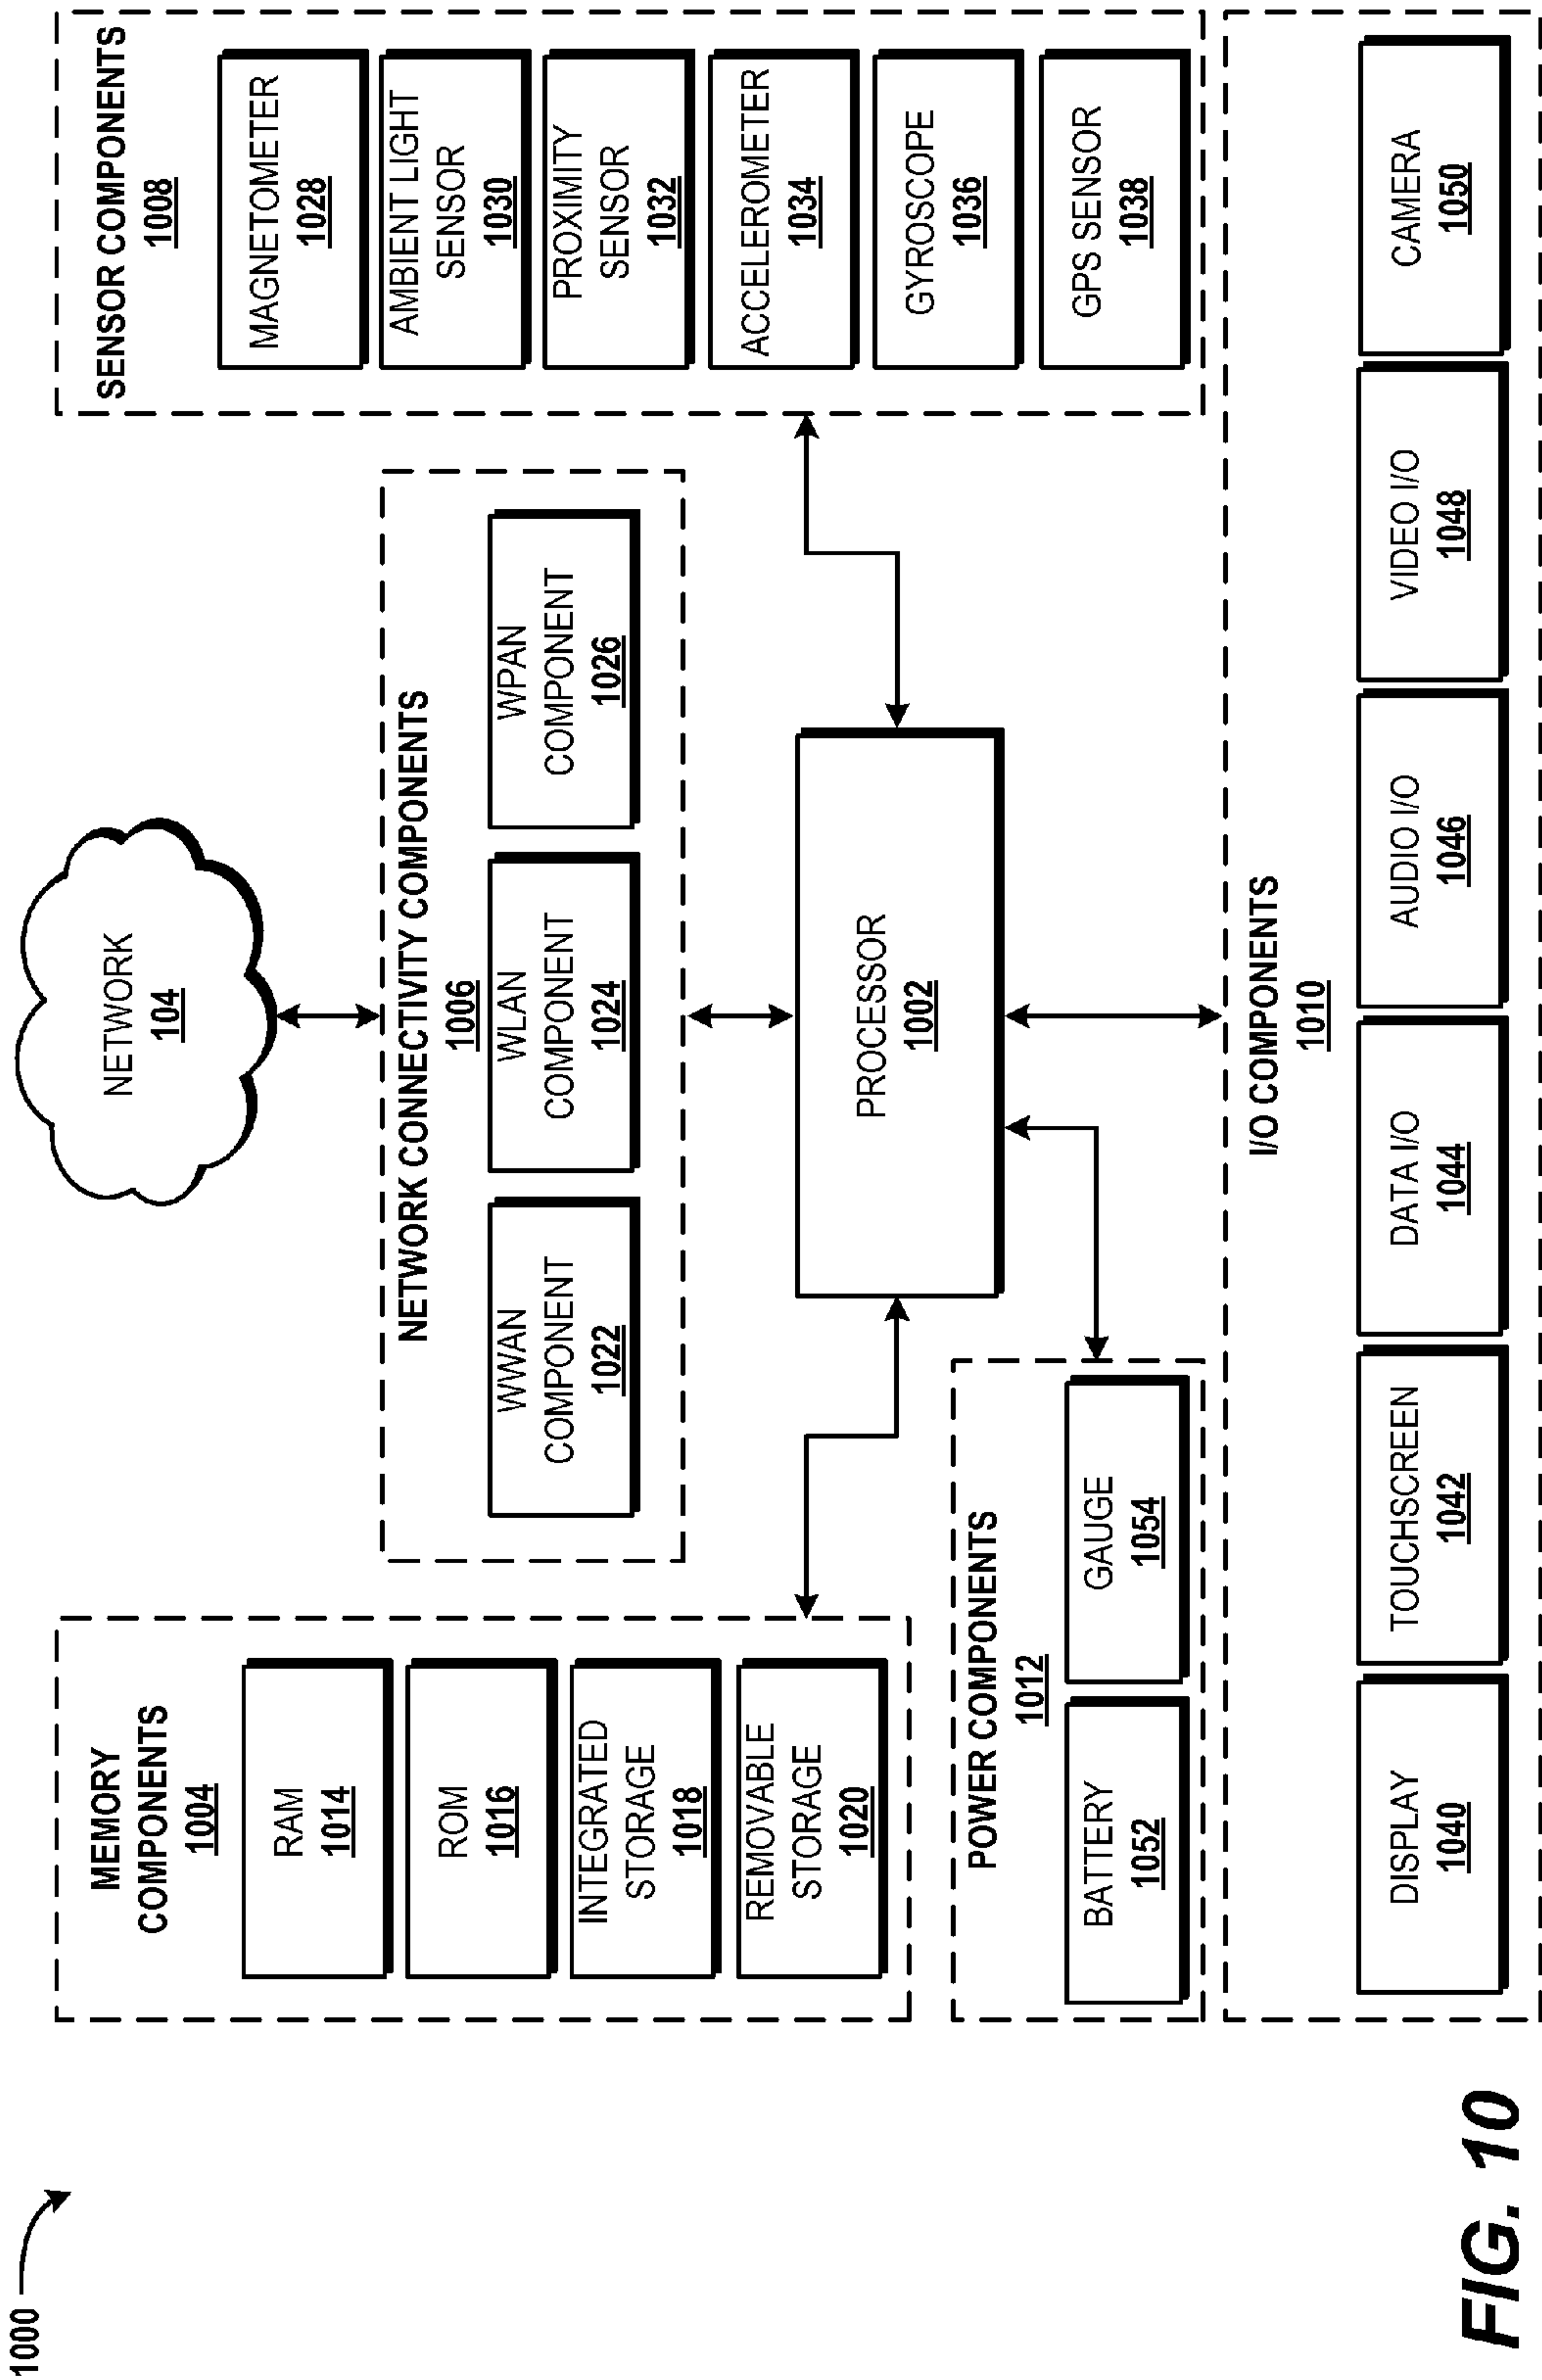 1000
NETWORK
104
MEMORY
COMPONENTS
1004
RAM
1014
ROM
1016
INTEGRATED
STORAGE
1018
REMOVABLE
STORAGE
1020
NETWORK CONNECTIVITY COMPONENTS
1006
WWAN
COMPONENT
1022
WLAN
COMPONENT
1024
WPAN
COMPONENT
1026
SENSOR COMPONENTS
1008
MAGNETOMETER
1028
AMBIENT LIGHT
SENSOR
1030
PROXIMITY
SENSOR
1032
ACCELEROMETER
1034
GYROSCOPE
1036
GPS SENSOR
1038
PROCESSOR
1002
POWER COMPONENTS
1012
BATTERY
1052
GAUGE
1054
I/O COMPONENTS
1010
DISPLAY
1040
TOUCHSCREEN
1042
DATA I/O
1044
AUDIO I/O
1046
VIDEO I/O
1048
CAMERA
1050
FIG. 10